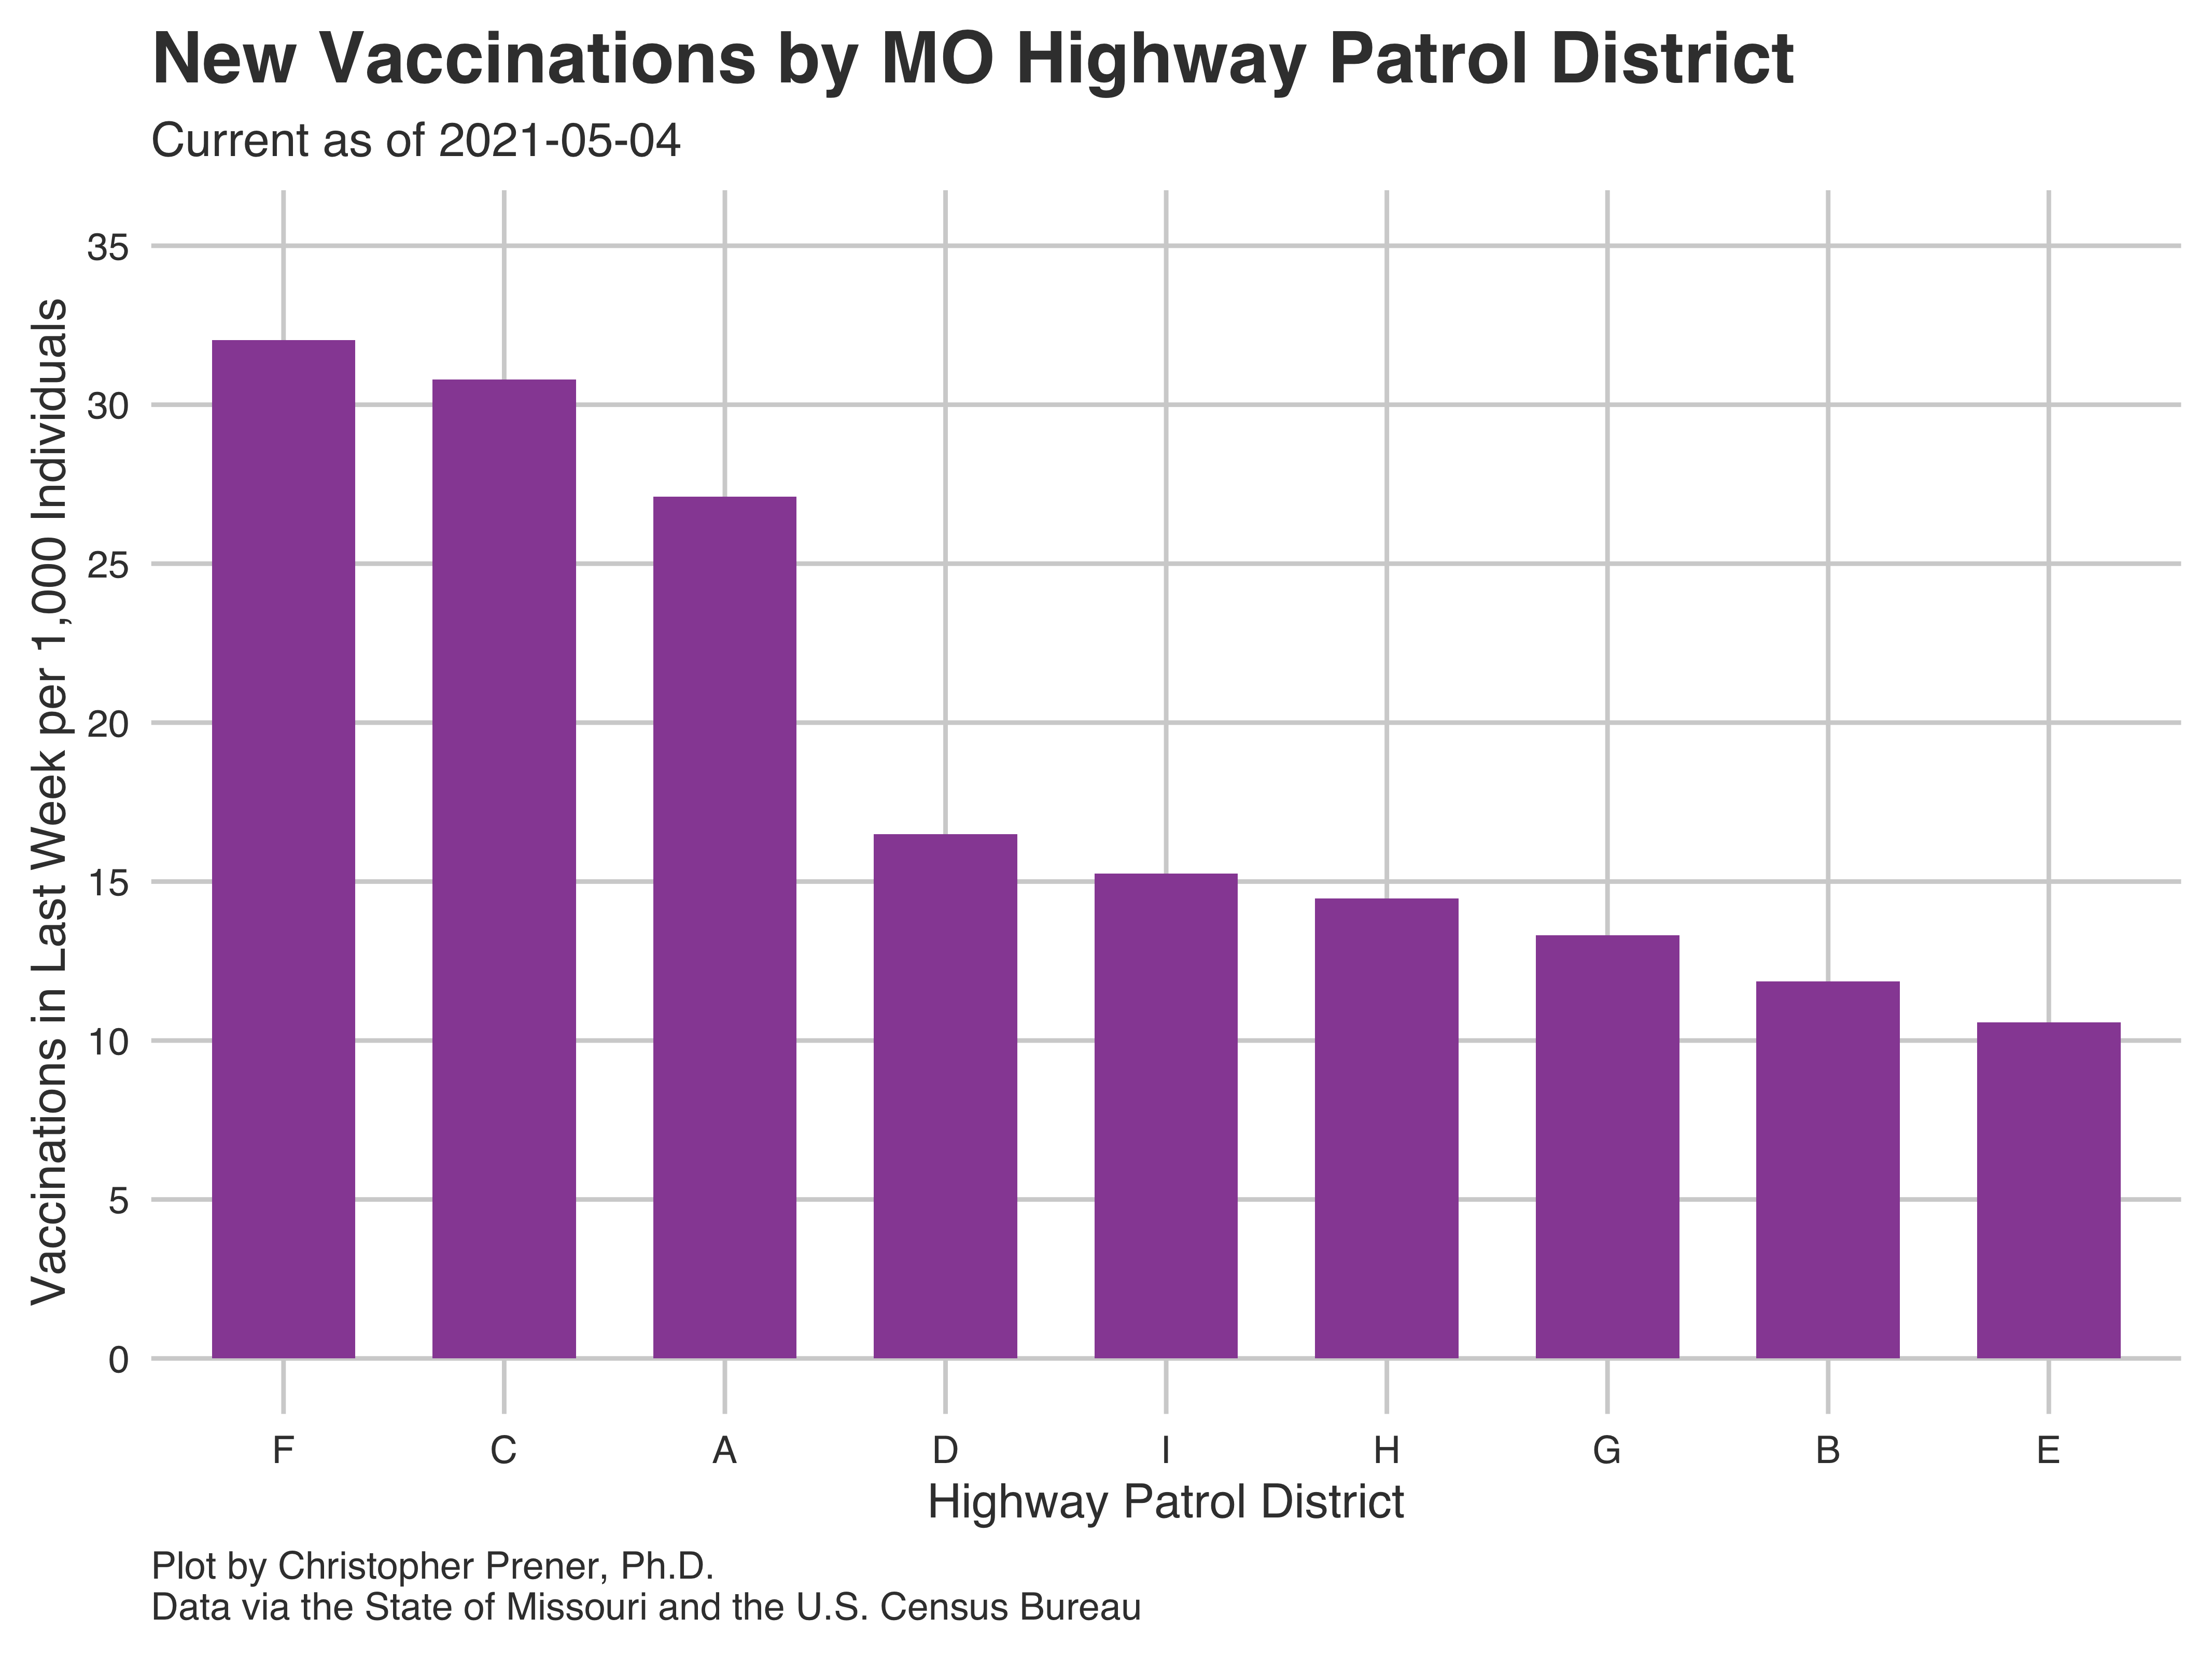 New Vaccinations by MO Highway Patrol District
Current as of 2021-05-04
Vaccinations in Last Week per 1,000 Individuals
35
30
25
20
15
10
5
0
F C A D I H G B E
Highway Patrol District
Plot by Christopher Prener, Ph.D.
Data via the State of Missouri and the U.S. Census Bureau